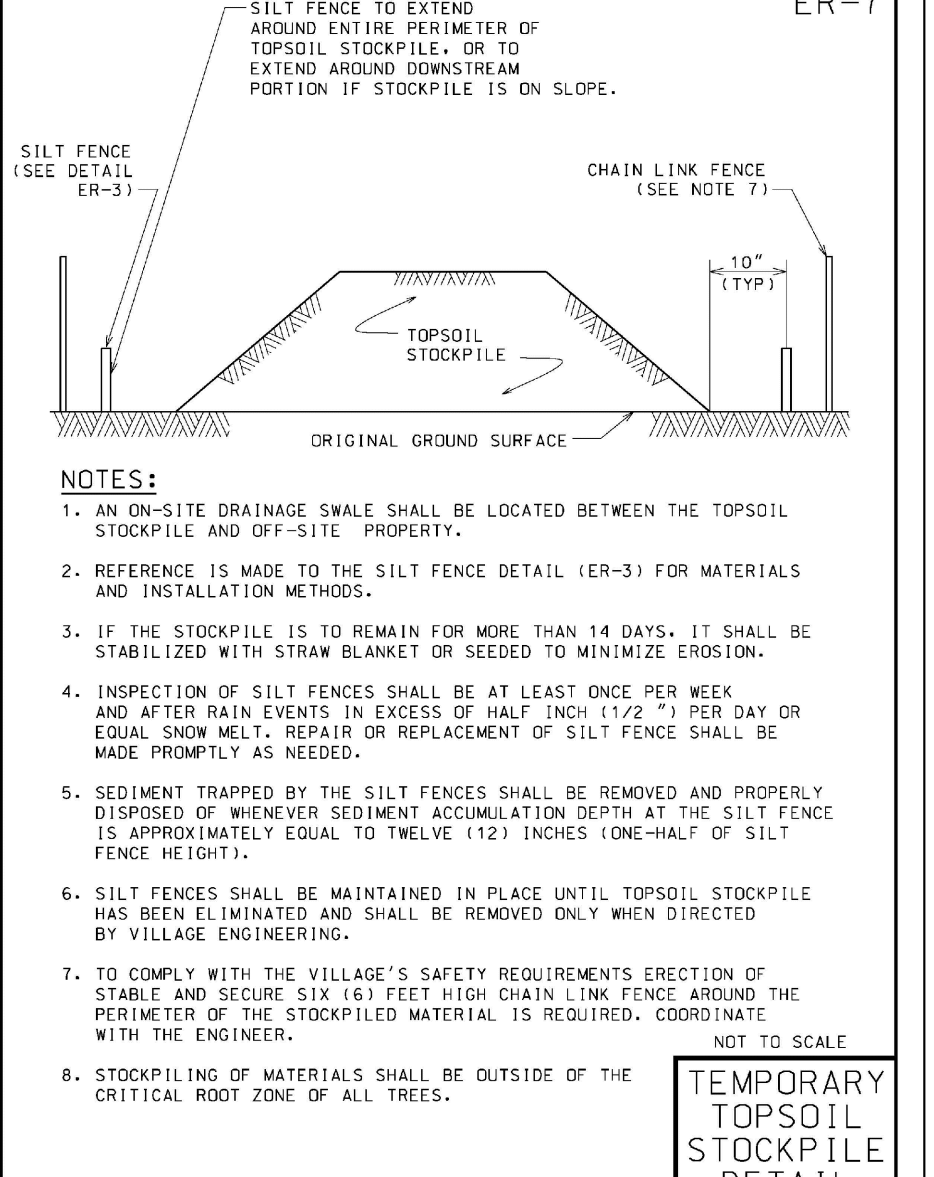 ER-7
SILT FENCE TO EXTEND
AROUND ENTIRE PERIMETER OF
TOPSOIL STOCKPILE. OR TO
EXTEND AROUND DOWNSTREAM
PORTION IF STOCKPILE IS ON SLOPE.
SILT FENCE
(SEE DETAIL
ER-3)
CHAIN LINK FENCE
(SEE NOTE 7)
10"
(TYP)
TOPSOIL
STOCKPILE
ORIGINAL GROUND SURFACE
NOTES:
1. AN ON-SITE DRAINAGE SWALE SHALL BE LOCATED BETWEEN THE TOPSOIL
STOCKPILE AND OFF-SITE PROPERTY.
2. REFERENCE IS MADE TO THE SILT FENCE DETAIL (ER-3) FOR MATERIALS
AND INSTALLATION METHODS.
3. IF THE STOCKPILE IS TO REMAIN FOR MORE THAN 14 DAYS. IT SHALL BE
STABILIZED WITH STRAW BLANKET OR SEEDED TO MINIMIZE EROSION.
4. INSPECTION OF SILT FENCES SHALL BE AT LEAST ONCE PER WEEK
AND AFTER RAIN EVENTS IN EXCESS OF HALF INCH (1/2 ") PER DAY OR
EQUAL SNOW MELT. REPAIR OR REPLACEMENT OF SILT FENCE SHALL BE
MADE PROMPTLY AS NEEDED.
5. SEDIMENT TRAPPED BY THE SILT FENCES SHALL BE REMOVED AND PROPERLY
DISPOSED OF WHENEVER SEDIMENT ACCUMULATION DEPTH AT THE SILT FENCE
IS APPROXIMATELY EQUAL TO TWELVE (12) INCHES (ONE-HALF OF SILT
FENCE HEIGHT).
6. SILT FENCES SHALL BE MAINTAINED IN PLACE UNTIL TOPSOIL STOCKPILE
HAS BEEN ELIMINATED AND SHALL BE REMOVED ONLY WHEN DIRECTED
BY VILLAGE ENGINEERING.
7. TO COMPLY WITH THE VILLAGE'S SAFETY REQUIREMENTS ERECTION OF
STABLE AND SECURE SIX (6) FEET HIGH CHAIN LINK FENCE AROUND THE
PERIMETER OF THE STOCKPILED MATERIAL IS REQUIRED. COORDINATE
WITH THE ENGINEER.
8. STOCKPILING OF MATERIALS SHALL BE OUTSIDE OF THE
CRITICAL ROOT ZONE OF ALL TREES.
NOT TO SCALE
TEMPORARY
TOPSOIL
STOCKPILE
DETAIL